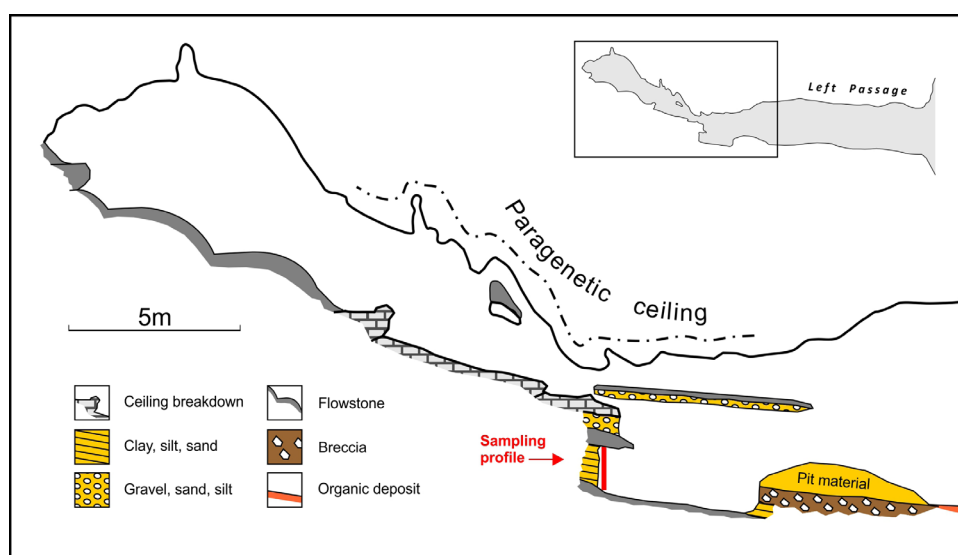 Left Passage
Paragenetic ceiling
5m
Ceiling breakdown
Flowstone
Clay, silt, sand
Breccia
Gravel, sand, silt
Organic deposit
Sampling
profile
Pit material